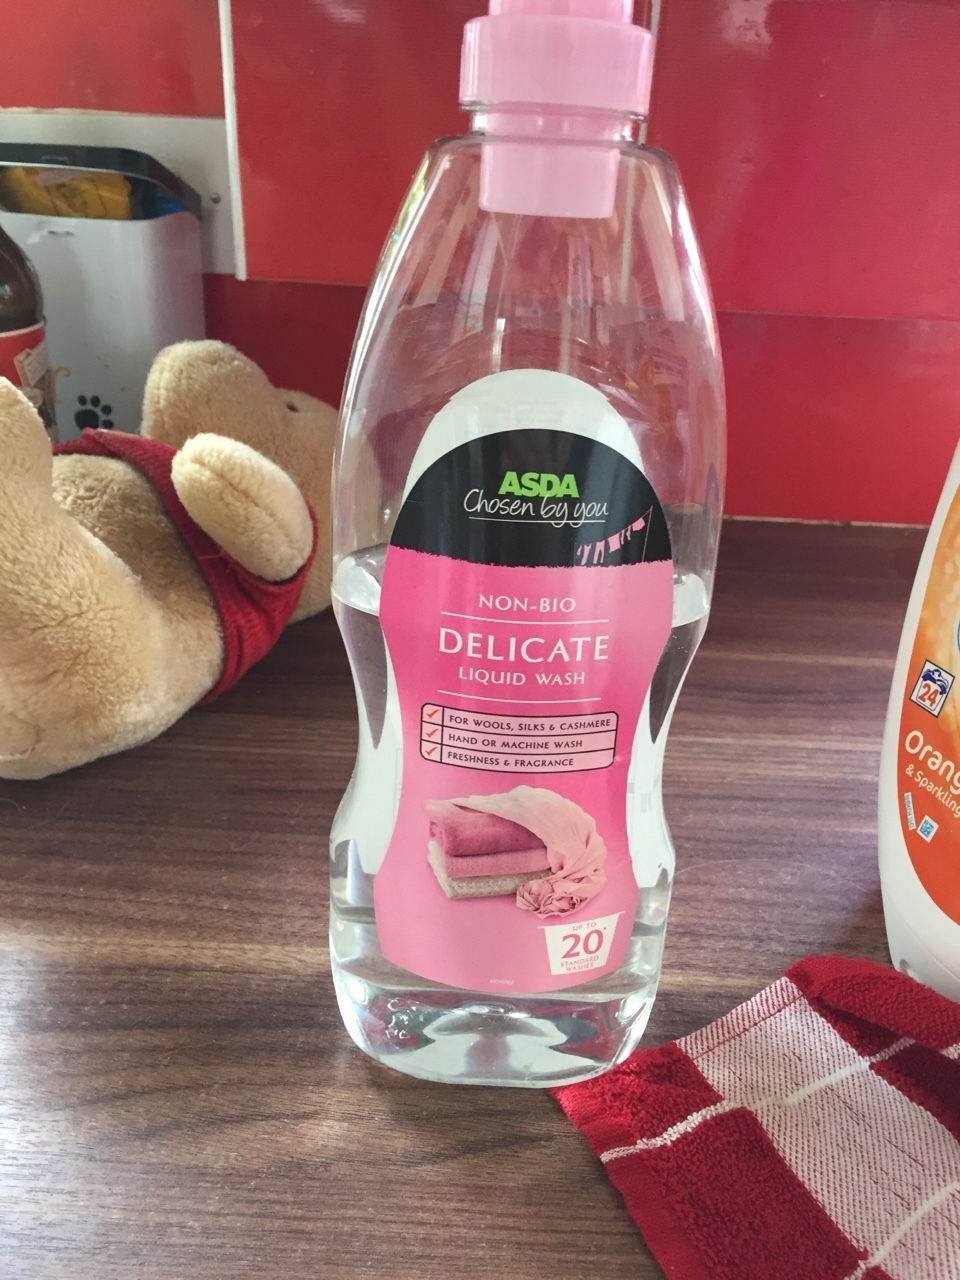 ASDA
Chosen by you
NON-BIO
DELICATE
LIQUID WASH
FOR WOOLS, SILKS & CASHMERE
HAND OR MACHINE WASH
FRESHNESS & FRAGRANCE
UP TO
20
STANDARD
WASHES
24
Orang
& Sparkling